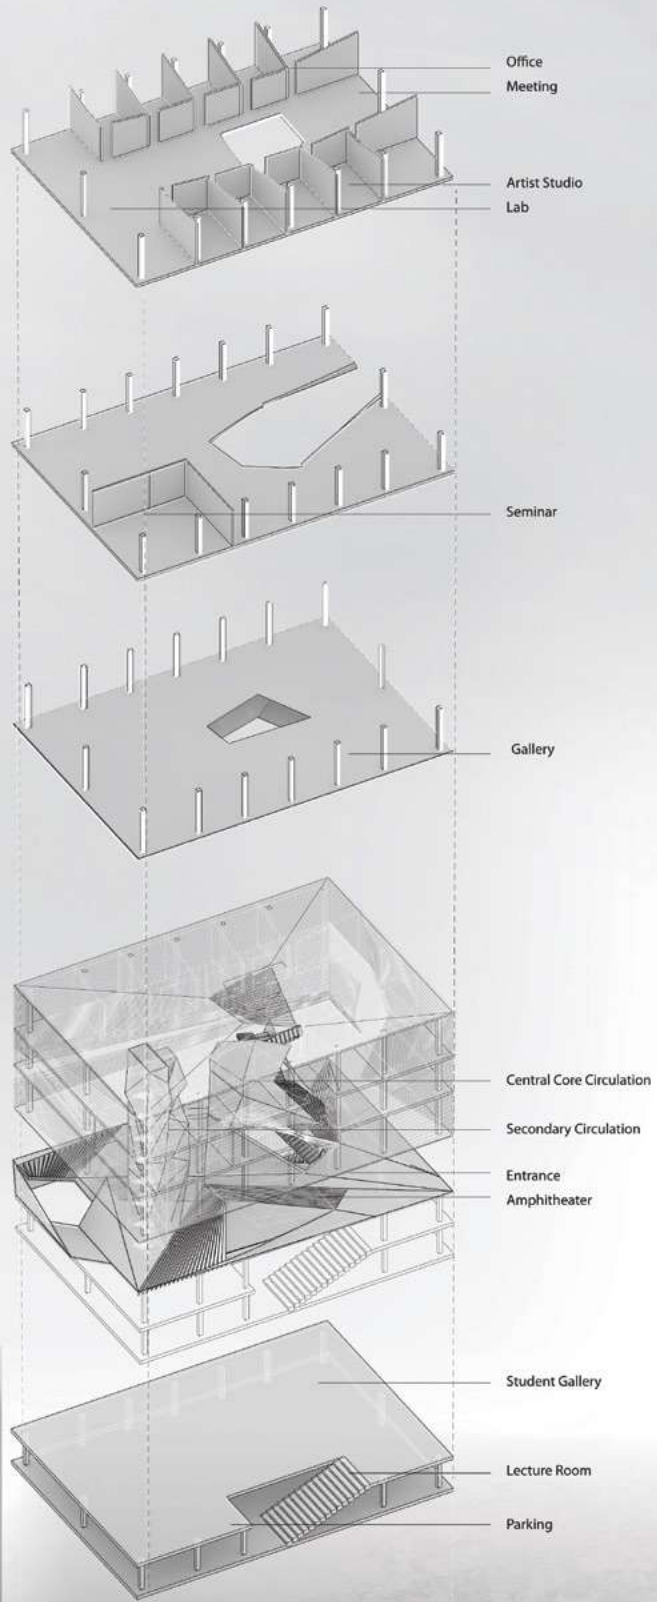 Office
Meeting
Artist Studio
Lab
Seminar
Gallery
Central Core Circulation
Secondary Circulation
Entrance
Amphitheater
Student Gallery
Lecture Room
Parking